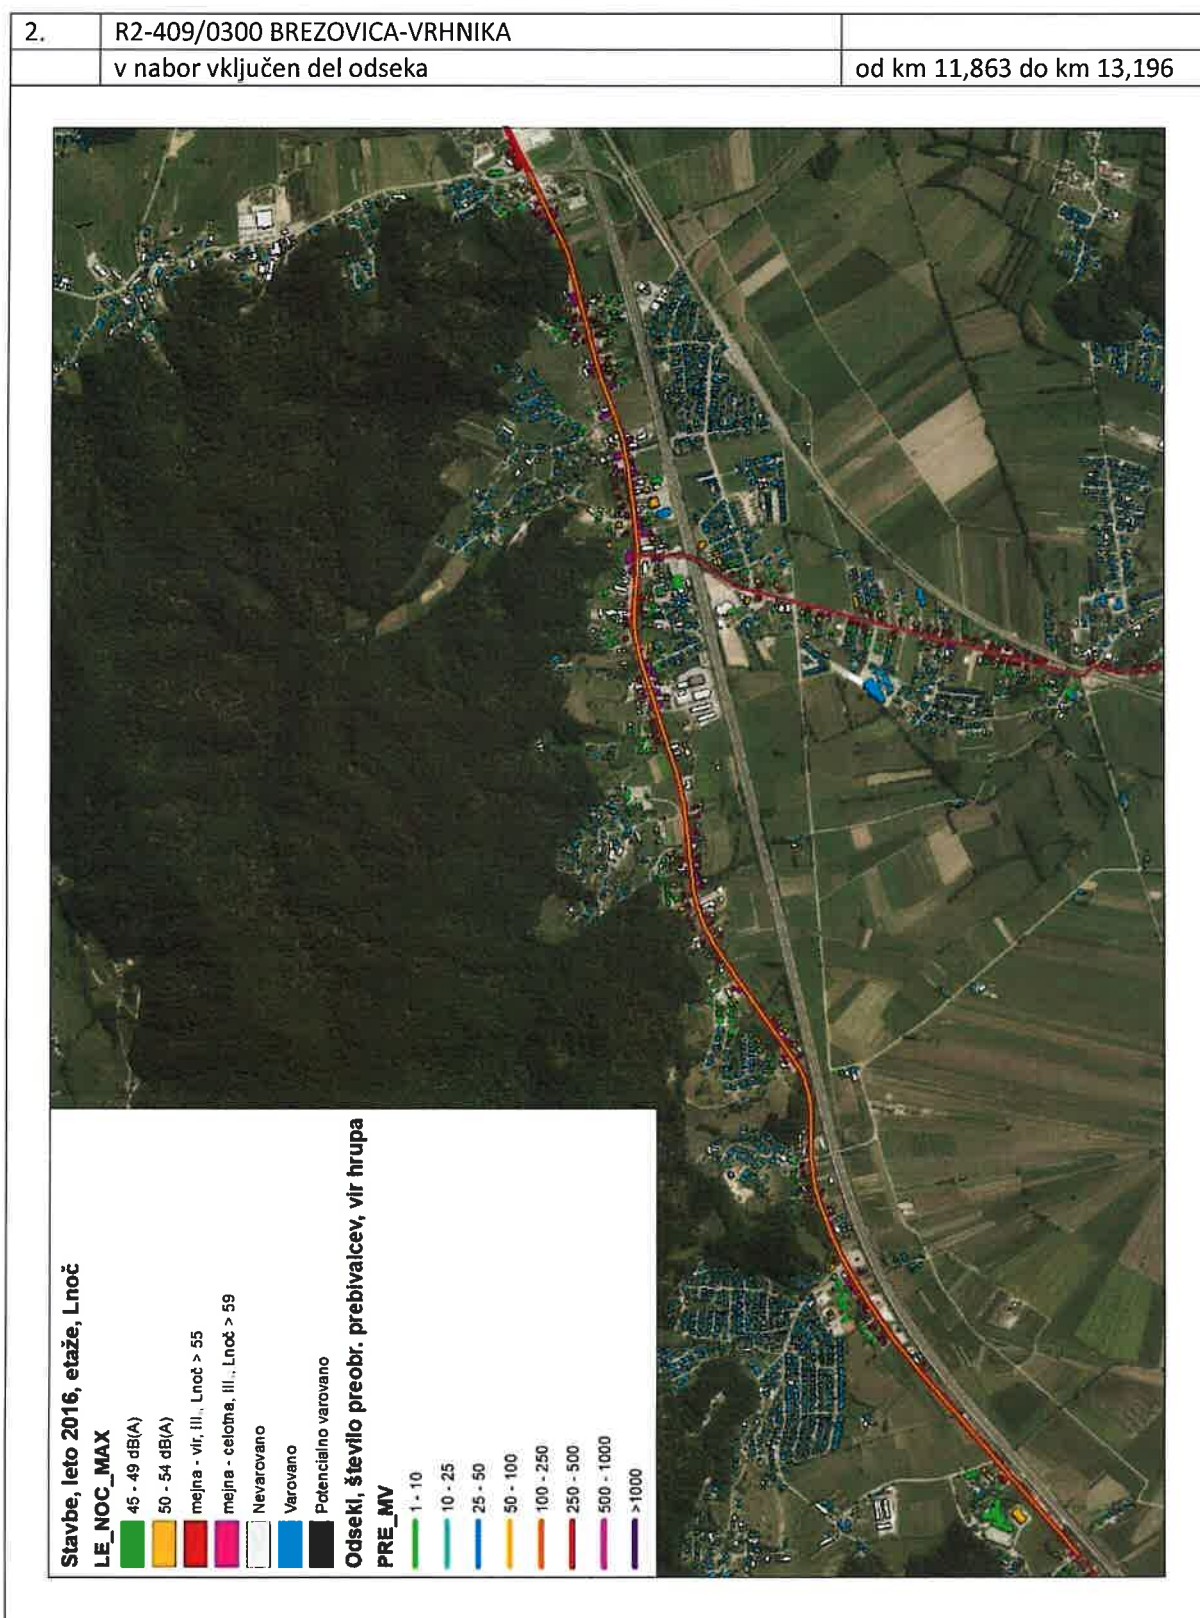 2. R2-409/0300 BREZOVICA-VRHNIKA
v nabor vključen del odseka od km 11,863 do km 13,196
Stavbe, leto 2016, etaže, Lnoč
LE_NOC_MAX
45 - 49 dB(A)
50 - 54 dB(A)
mejna - vir, III., Lnoč > 55
mejna - celotna, III., Lnoč > 59
Nevarovano
Varovano
Potencialno varovano
Odseki, število preobr. prebivalcev, vir hrupa
PRE_MV
1 - 10
10 - 25
25 - 50
50 - 100
100 - 250
250 - 500
500 - 1000
>1000